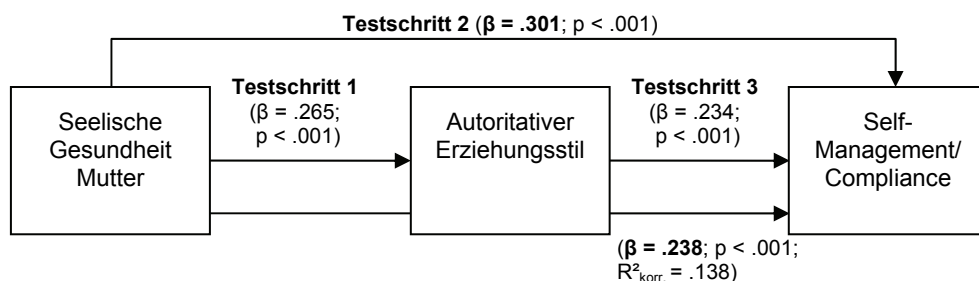 Testschritt 2 (β = .301; p < .001)
Testschritt 1
(β = .265;
p < .001)
Testschritt 3
(β = .234;
p < .001)
Seelische
Gesundheit
Mutter
Autoritativer
Erziehungsstil
Self-
Management/
Compliance
(β = .238; p < .001;
R²korr. = .138)